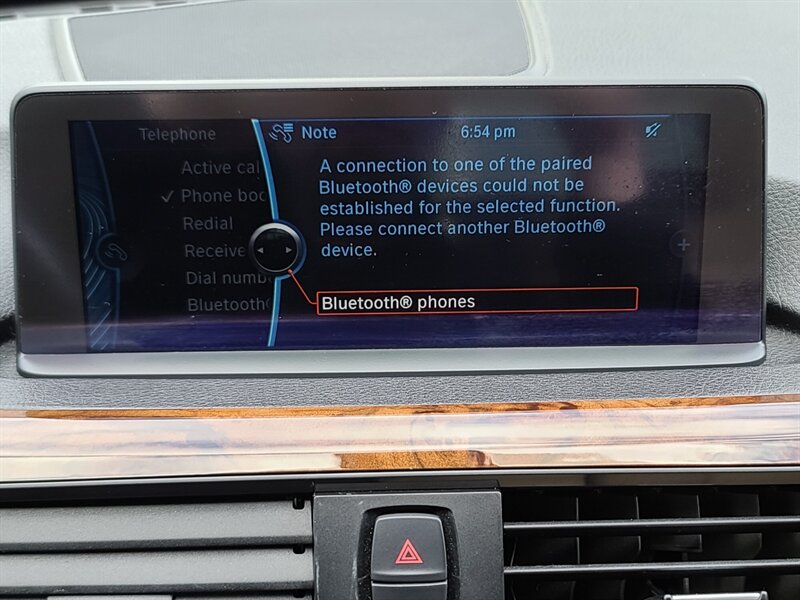 Telephone
Note
6:54 pm
Active cal
Phone boo
Redial
Receive
Dial numb
Bluetooth®
A connection to one of the paired
Bluetooth® devices could not be
established for the selected function.
Please connect another Bluetooth®
device.
Bluetooth® phones